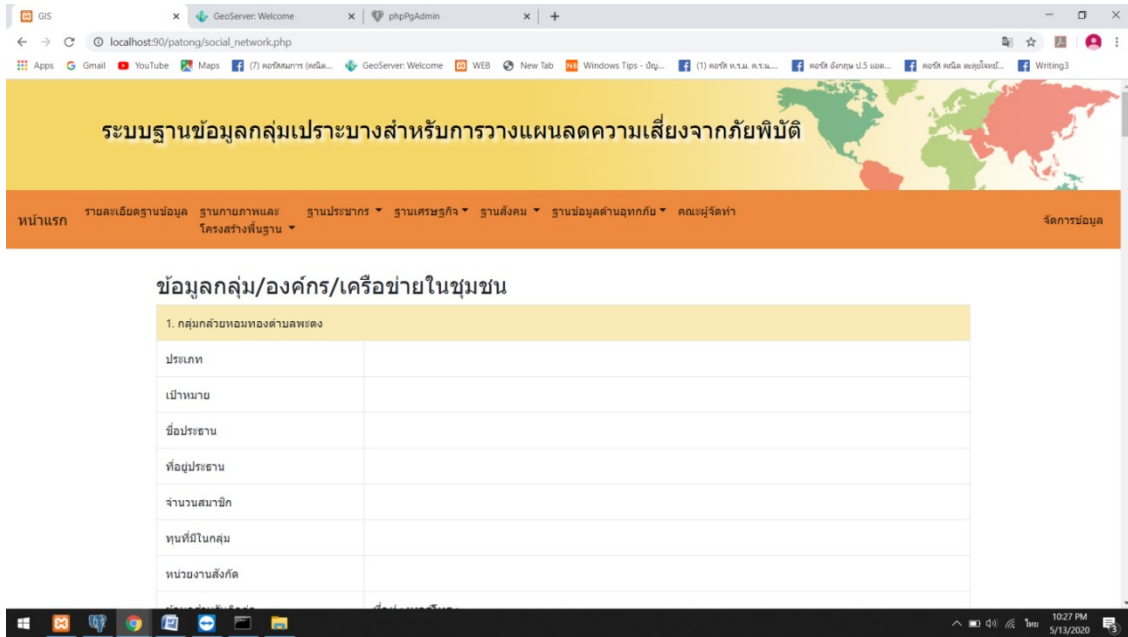 GIS
GeoServer: Welcome
phpPgAdmin
localhost:90/patong/social_network.php
Apps
Gmail
YouTube
Maps
GeoServer: Welcome
WEB
New Tab
Windows Tips - ปัญ...
Writing3
ระบบฐานข้อมูลกลุ่มเปราะบางสำหรับการวางแผนลดความเสี่ยงจากภัยพิบัติ
หน้าแรก
รายละเอียดฐานข้อมูล
ฐานกายภาพและ
โครงสร้างพื้นฐาน
ฐานประชากร
ฐานเศรษฐกิจ
ฐานสังคม
ฐานข้อมูลด้านอุทกภัย
คณะผู้จัดทำ
จัดการข้อมูล
ข้อมูลกลุ่ม/องค์กร/เครือข่ายในชุมชน
1. กลุ่มกล้วยหอมทองตำบลพะตง
ประเภท
เป้าหมาย
ชื่อประธาน
ที่อยู่ประธาน
จำนวนสมาชิก
ทุนที่มีในกลุ่ม
หน่วยงานสังกัด
ไทย
10:27 PM
5/13/2020